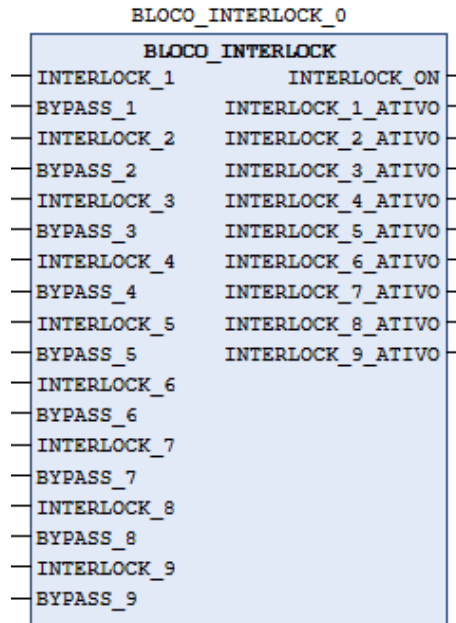 BLOCO_INTERLOCK_0
BLOCO_INTERLOCK
INTERLOCK_1 INTERLOCK_ON
BYPASS_1 INTERLOCK_1_ATIVO
INTERLOCK_2 INTERLOCK_2_ATIVO
BYPASS_2 INTERLOCK_3_ATIVO
INTERLOCK_3 INTERLOCK_4_ATIVO
BYPASS_3 INTERLOCK_5_ATIVO
INTERLOCK_4 INTERLOCK_6_ATIVO
BYPASS_4 INTERLOCK_7_ATIVO
INTERLOCK_5 INTERLOCK_8_ATIVO
BYPASS_5 INTERLOCK_9_ATIVO
INTERLOCK_6
BYPASS_6
INTERLOCK_7
BYPASS_7
INTERLOCK_8
BYPASS_8
INTERLOCK_9
BYPASS_9